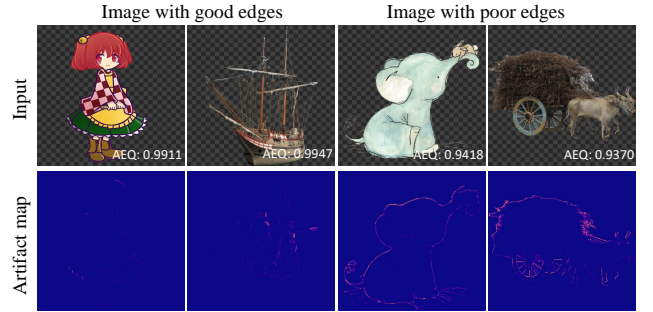 Image with good edges
Image with poor edges
Input
AEQ: 0.9911
AEQ: 0.9947
AEQ: 0.9418
AEQ: 0.9370
Artifact map